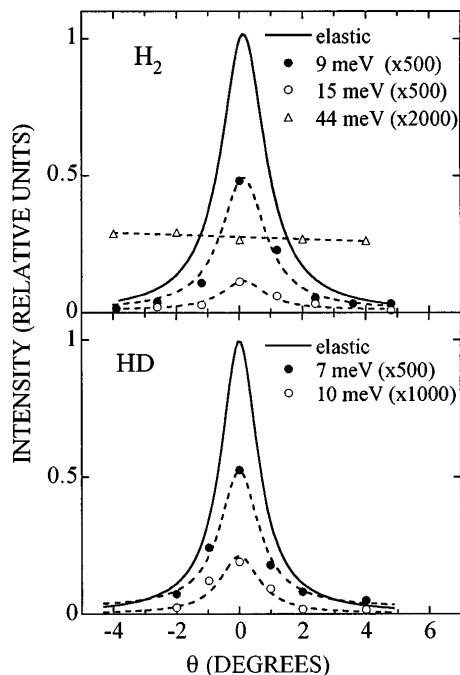 INTENSITY (RELATIVE UNITS)
H₂
elastic
9 meV (x500)
15 meV (x500)
44 meV (x2000)
1
0.5
0
HD
elastic
7 meV (x500)
10 meV (x1000)
1
0.5
0
-4 -2 0 2 4 6
θ (DEGREES)